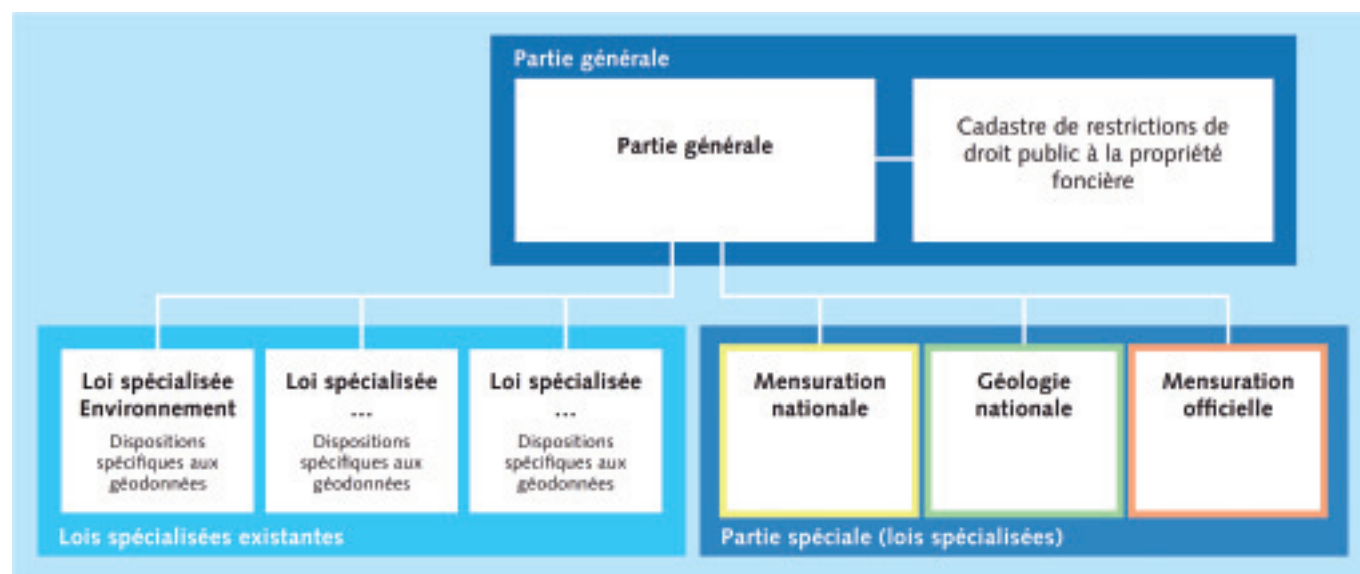 Partie générale
Partie générale
Cadastre de restrictions de
droit public à la propriété
foncière
Loi spécialisée
Environnement
Dispositions
spécifiques aux
géodonnées
Loi spécialisée
...
Dispositions
spécifiques aux
géodonnées
Loi spécialisée
...
Dispositions
spécifiques aux
géodonnées
Lois spécialisées existantes
Mensuration
nationale
Géologie
nationale
Mensuration
officielle
Partie spéciale (lois spécialisées)